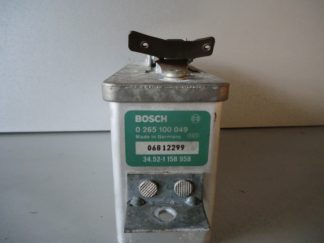 BOSCH
0 265 100 049
Made in Germany
06812299
34.52-1 158 958